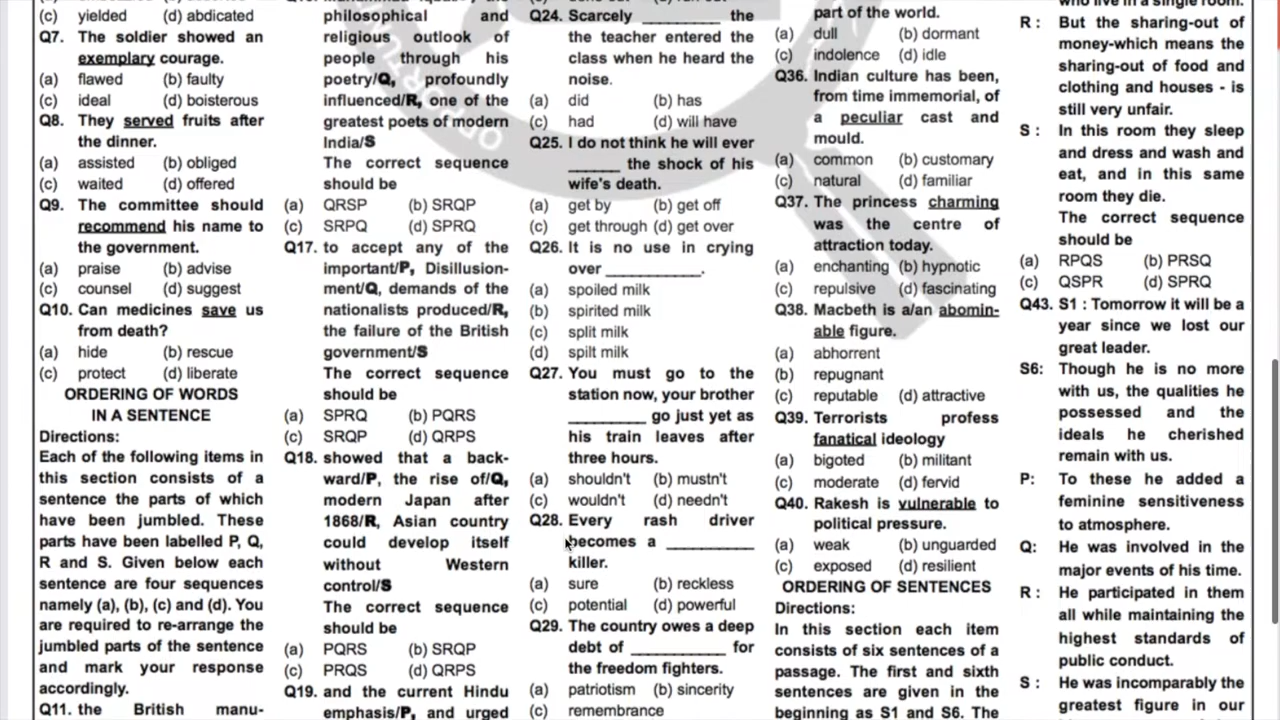 (c) yielded (d) abdicated
Q7. The soldier showed an
exemplary courage.
(a) flawed (b) faulty
(c) ideal (d) boisterous
Q8. They served fruits after
the dinner.
(a) assisted (b) obliged
(c) waited (d) offered
Q9. The committee should
recommend his name to
the government.
(a) praise (b) advise
(c) counsel (d) suggest
Q10. Can medicines save us
from death?
(a) hide (b) rescue
(c) protect (d) liberate
ORDERING OF WORDS
IN A SENTENCE
Directions:
Each of the following items in
this section consists of a
sentence the parts of which
have been jumbled. These
parts have been labelled P, Q,
R and S. Given below each
sentence are four sequences
namely (a), (b), (c) and (d). You
are required to re-arrange the
jumbled parts of the sentence
and mark your response
accordingly.
Q11. the British manu-
philosophical and
religious outlook of
people through his
poetry/Q, profoundly
influenced/R, one of the
greatest poets of modern
India/S
The correct sequence
should be
(a) QRSP (b) SRQP
(c) SRPQ (d) SPRQ
Q17. to accept any of the
important/P, Disillusion-
ment/Q, demands of the
nationalists produced/R,
the failure of the British
government/S
The correct sequence
should be
(a) SPRQ (b) PQRS
(c) SRQP (d) QRPS
Q18. showed that a back-
ward/P, the rise of/Q,
modern Japan after
1868/R, Asian country
could develop itself
without Western
control/S
The correct sequence
should be
(a) PQRS (b) SRQP
(c) PRQS (d) QRPS
Q19. and the current Hindu
emphasis/P, and urged
Q24. Scarcely __________ the
the teacher entered the
class when he heard the
noise.
(a) did (b) has
(c) had (d) will have
Q25. I do not think he will ever
______ the shock of his
wife's death.
(a) get by (b) get off
(c) get through (d) get over
Q26. It is no use in crying
over ___________.
(a) spoiled milk
(b) spirited milk
(c) split milk
(d) spilt milk
Q27. You must go to the
station now, your brother
_________ go just yet as
his train leaves after
three hours.
(a) shouldn't (b) mustn't
(c) wouldn't (d) needn't
Q28. Every rash driver
becomes a __________
killer.
(a) sure (b) reckless
(c) potential (d) powerful
Q29. The country owes a deep
debt of ___________ for
the freedom fighters.
(a) patriotism (b) sincerity
(c) remembrance
part of the world.
(a) dull (b) dormant
(c) indolence (d) idle
Q36. Indian culture has been,
from time immemorial, of
a peculiar cast and
mould.
(a) common (b) customary
(c) natural (d) familiar
Q37. The princess charming
was the centre of
attraction today.
(a) enchanting (b) hypnotic
(c) repulsive (d) fascinating
Q38. Macbeth is a/an abomin-
able figure.
(a) abhorrent
(b) repugnant
(c) reputable (d) attractive
Q39. Terrorists profess
fanatical ideology
(a) bigoted (b) militant
(c) moderate (d) fervid
Q40. Rakesh is vulnerable to
political pressure.
(a) weak (b) unguarded
(c) exposed (d) resilient
ORDERING OF SENTENCES
Directions:
In this section each item
consists of six sentences of a
passage. The first and sixth
sentences are given in the
beginning as S1 and S6. The
who live in a single room.
R : But the sharing-out of
money-which means the
sharing-out of food and
clothing and houses - is
still very unfair.
S : In this room they sleep
and dress and wash and
eat, and in this same
room they die.
The correct sequence
should be
(a) RPQS (b) PRSQ
(c) QSPR (d) SPRQ
Q43. S1 : Tomorrow it will be a
year since we lost our
great leader.
S6: Though he is no more
with us, the qualities he
possessed and the
ideals he cherished
remain with us.
P: To these he added a
feminine sensitiveness
to atmosphere.
Q: He was involved in the
major events of his time.
R : He participated in them
all while maintaining the
highest standards of
public conduct.
S : He was incomparably the
greatest figure in our